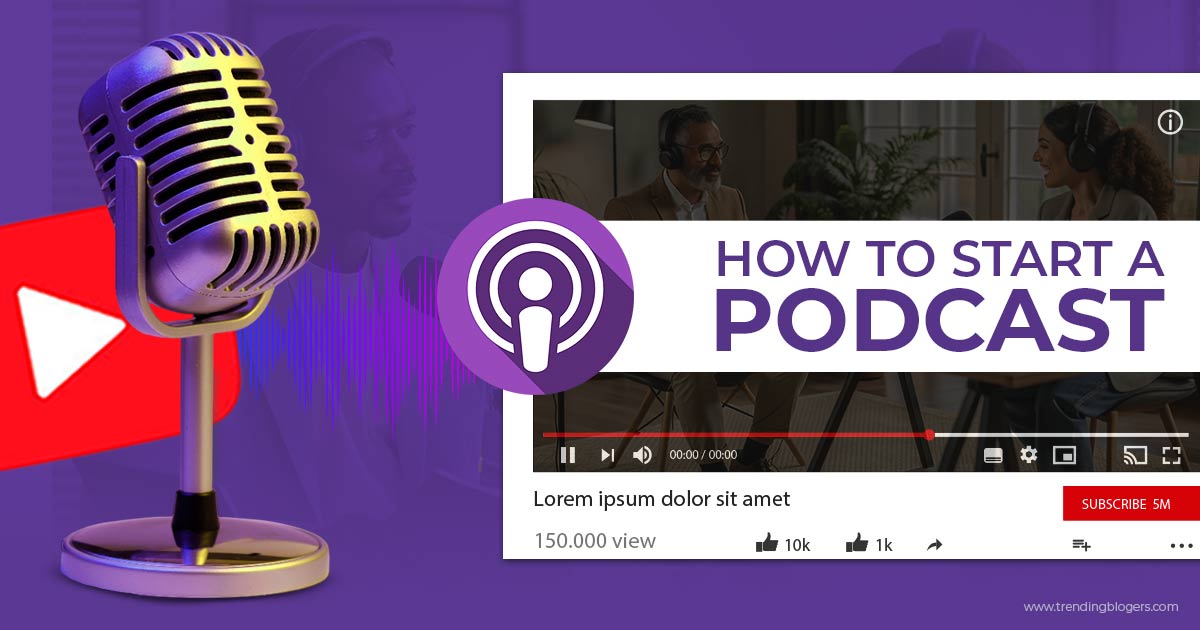 HOW TO START A
PODCAST
00:00 / 00:00
Lorem ipsum dolor sit amet
SUBSCRIBE 5M
150.000 view
10k
1k
www.trendingblogers.com